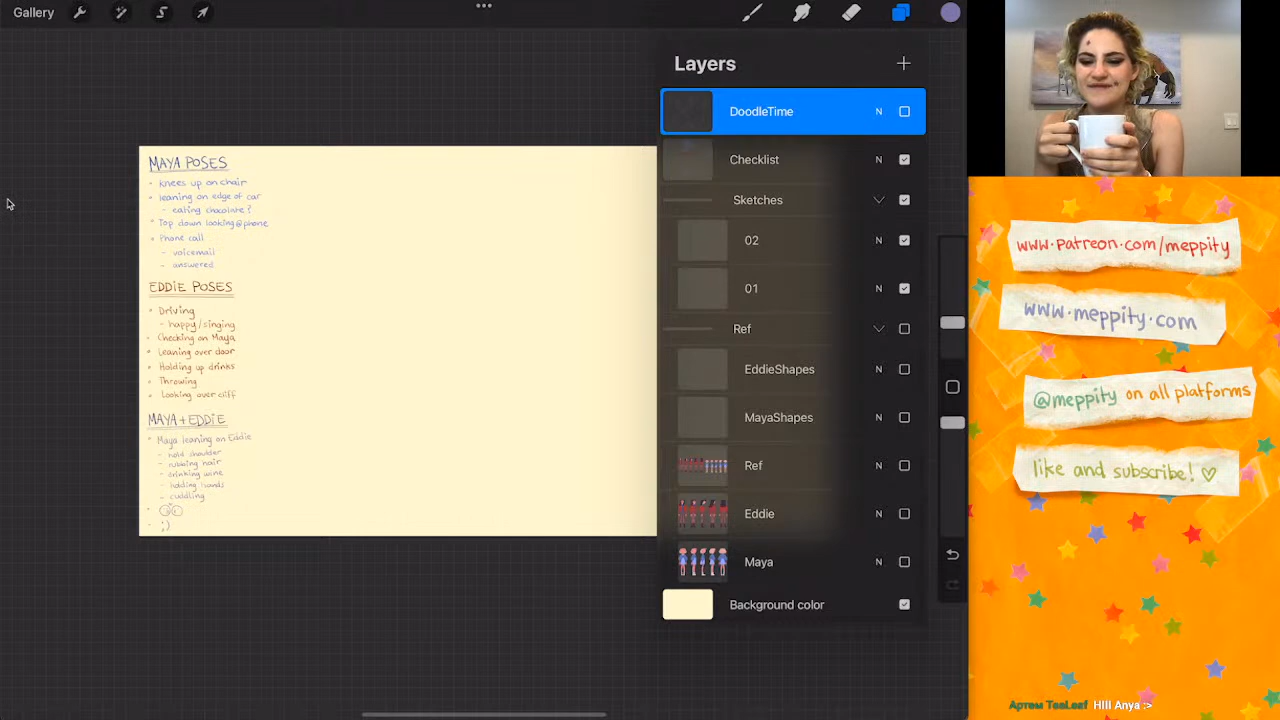 Gallery
MAYA POSES
• knees up on chair
• leaning on edge of car
- eating chocolate?
• Top down looking@phone
• Phone call
- voicemail
- answered
EDDIE POSES
• Driving
- happy/singing
• Checking on Maya
• Leaning over door
• Holding up drinks
• Throwing
• Looking over cliff
MAYA+EDDIE
• Maya leaning on Eddie
- hold shoulder
- rubbing hair
- drinking wine
- holding hands
- cuddling
;)
Layers
DoodleTime N
Checklist N
Sketches
02 N
01 N
Ref
EddieShapes N
MayaShapes N
Ref N
Eddie N
Maya N
Background color
www.patreon.com/meppity
www.meppity.com
@meppity on all platforms
like and subscribe! ♡
Артем TeaLeaf HIII Anya :>